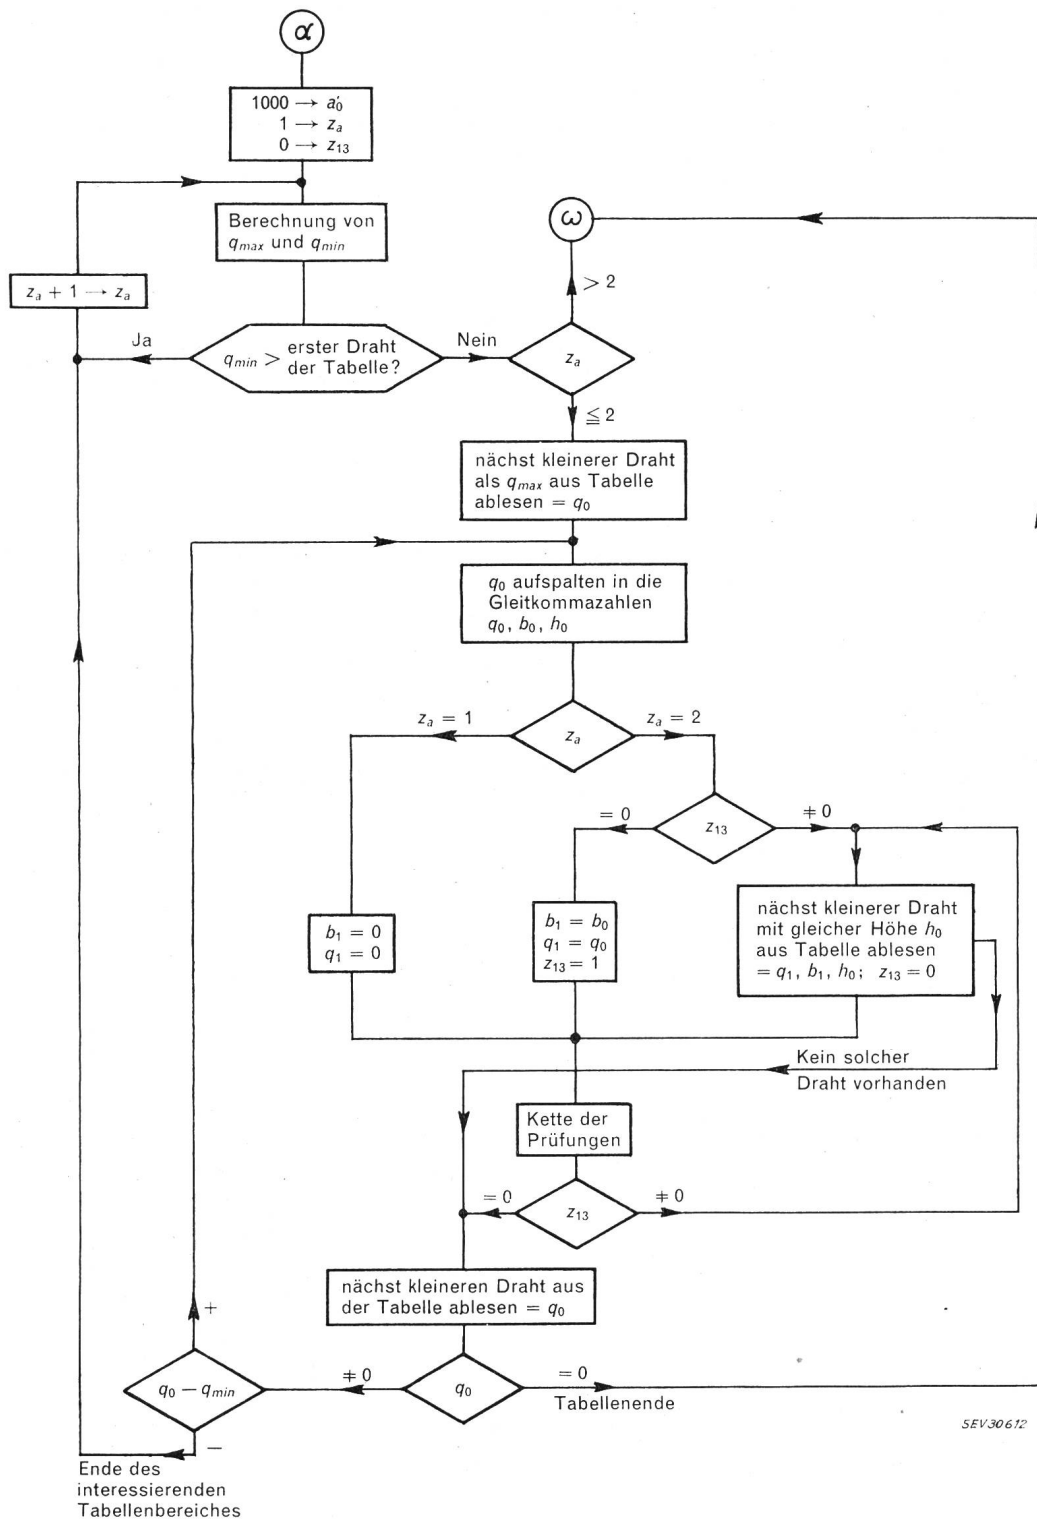 α
1000 → a′₀
1 → zₐ
0 → z₁₃
Berechnung von
q_max und q_min
zₐ + 1 → zₐ
Ja
q_min > erster Draht
der Tabelle?
Nein
ω
> 2
zₐ
≦ 2
nächst kleinerer Draht
als q_max aus Tabelle
ablesen = q₀
q₀ aufspalten in die
Gleitkommazahlen
q₀, b₀, h₀
zₐ = 1
zₐ
zₐ = 2
= 0
z₁₃
≠ 0
b₁ = 0
q₁ = 0
b₁ = b₀
q₁ = q₀
z₁₃ = 1
nächst kleinerer Draht
mit gleicher Höhe h₀
aus Tabelle ablesen
= q₁, b₁, h₀; z₁₃ = 0
Kein solcher
Draht vorhanden
Kette der
Prüfungen
= 0
z₁₃
≠ 0
nächst kleineren Draht aus
der Tabelle ablesen = q₀
+
q₀ – q_min
≠ 0
q₀
= 0
Tabellenende
–
Ende des
interessierenden
Tabellenbereiches
SEV30612